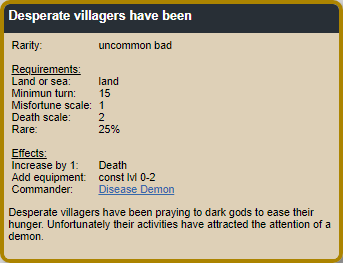 Desperate villagers have been
Rarity: uncommon bad
Requirements:
Land or sea: land
Minimun turn: 15
Misfortune scale: 1
Death scale: 2
Rare: 25%
Effects:
Increase by 1: Death
Add equipment: const lvl 0-2
Commander: Disease Demon
Desperate villagers have been praying to dark gods to ease their
hunger. Unfortunately their activities have attracted the attention of a
demon.